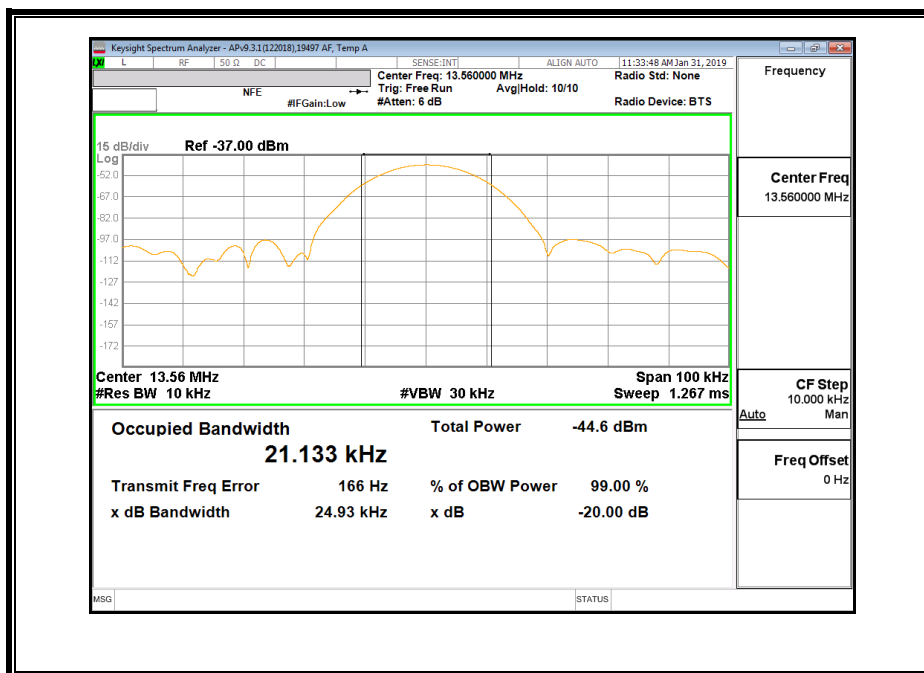 Keysight Spectrum Analyzer - APv9.3.1(122018),19497 AF, Temp A
LXI L RF 50 Ω DC SENSE:INT ALIGN AUTO 11:33:48 AM Jan 31, 2019
Center Freq: 13.560000 MHz Radio Std: None
NFE Trig: Free Run Avg|Hold: 10/10
#IFGain:Low #Atten: 6 dB Radio Device: BTS
15 dB/div Ref -37.00 dBm
Log
-52.0
-67.0
-82.0
-97.0
-112
-127
-142
-157
-172
Center 13.56 MHz Span 100 kHz
#Res BW 10 kHz #VBW 30 kHz Sweep 1.267 ms
Occupied Bandwidth Total Power -44.6 dBm
21.133 kHz
Transmit Freq Error 166 Hz % of OBW Power 99.00 %
x dB Bandwidth 24.93 kHz x dB -20.00 dB
Frequency
Center Freq
13.560000 MHz
CF Step
10.000 kHz
Auto Man
Freq Offset
0 Hz
MSG STATUS